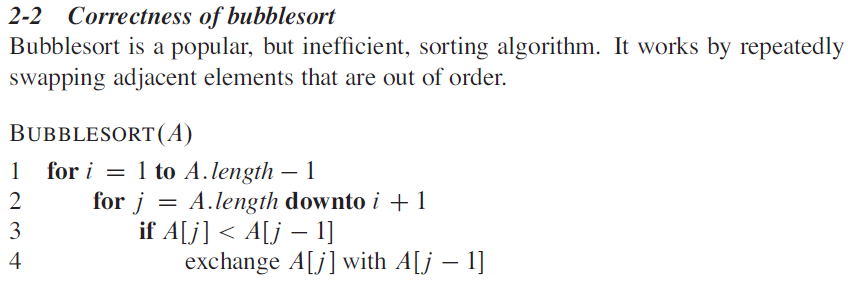 2-2 Correctness of bubblesort
Bubblesort is a popular, but inefficient, sorting algorithm. It works by repeatedly
swapping adjacent elements that are out of order.
BUBBLESORT(A)
1 for i = 1 to A.length − 1
2 for j = A.length downto i + 1
3 if A[j] < A[j − 1]
4 exchange A[j] with A[j − 1]